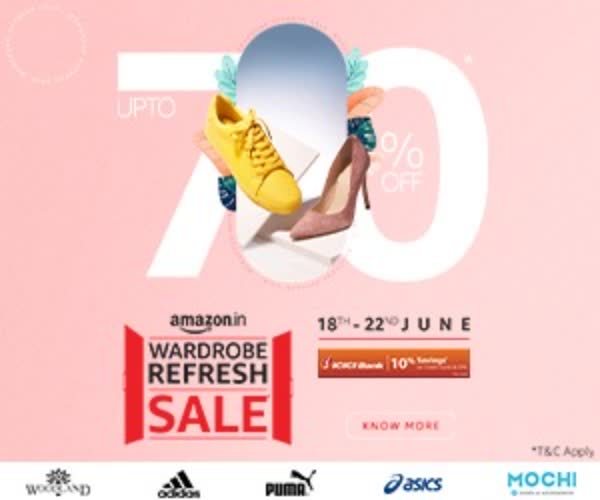 70*
UPTO
%
OFF
amazon.in
WARDROBE
REFRESH
SALE
18TH - 22ND JUNE
ICICI Bank 10% Savings*
KNOW MORE
*T&C Apply
WOODLAND adidas PUMA asics MOCHI